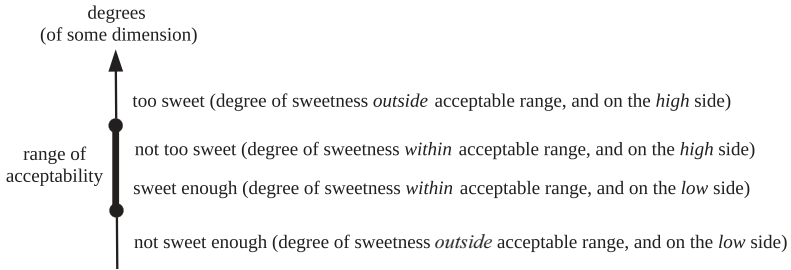 degrees
(of some dimension)
too sweet (degree of sweetness outside acceptable range, and on the high side)
range of
acceptability
not too sweet (degree of sweetness within acceptable range, and on the high side)
sweet enough (degree of sweetness within acceptable range, and on the low side)
not sweet enough (degree of sweetness outside acceptable range, and on the low side)